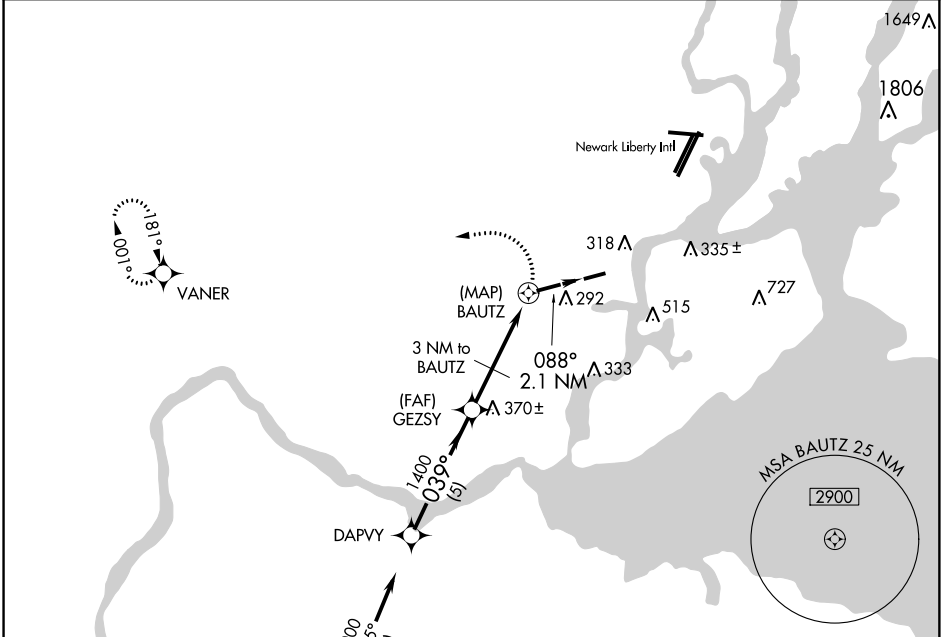 1649
1806
Newark Liberty Intl
181°
001°
VANER
318
335±
(MAP)
BAUTZ
292
727
515
3 NM to
BAUTZ
088°
2.1 NM
333
(FAF)
GEZSY
370±
1400
039°
(5)
MSA BAUTZ 25 NM
2900
DAPVY